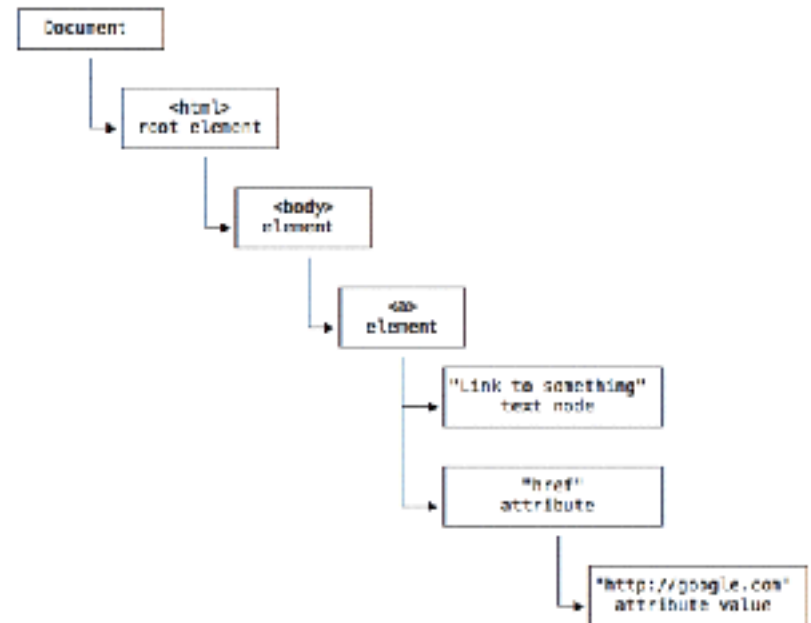 Document
<html>
root element
<body>
element
<a>
element
"Link to something"
text node
"href"
attribute
"http://google.com"
attribute value